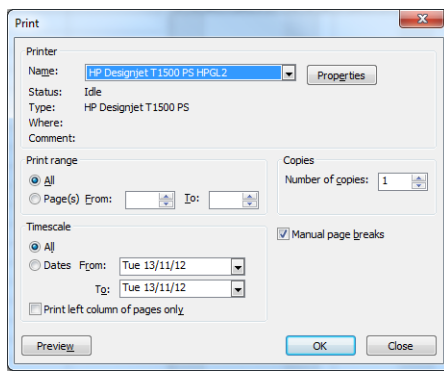 Print
Printer
Name: HP Designjet T1500 PS HPGL2 Properties
Status: Idle
Type: HP Designjet T1500 PS
Where:
Comment:
Print range
All
Page(s) From: To:
Copies
Number of copies: 1
Timescale
All
Dates From: Tue 13/11/12
To: Tue 13/11/12
Print left column of pages only
Manual page breaks
Preview OK Close